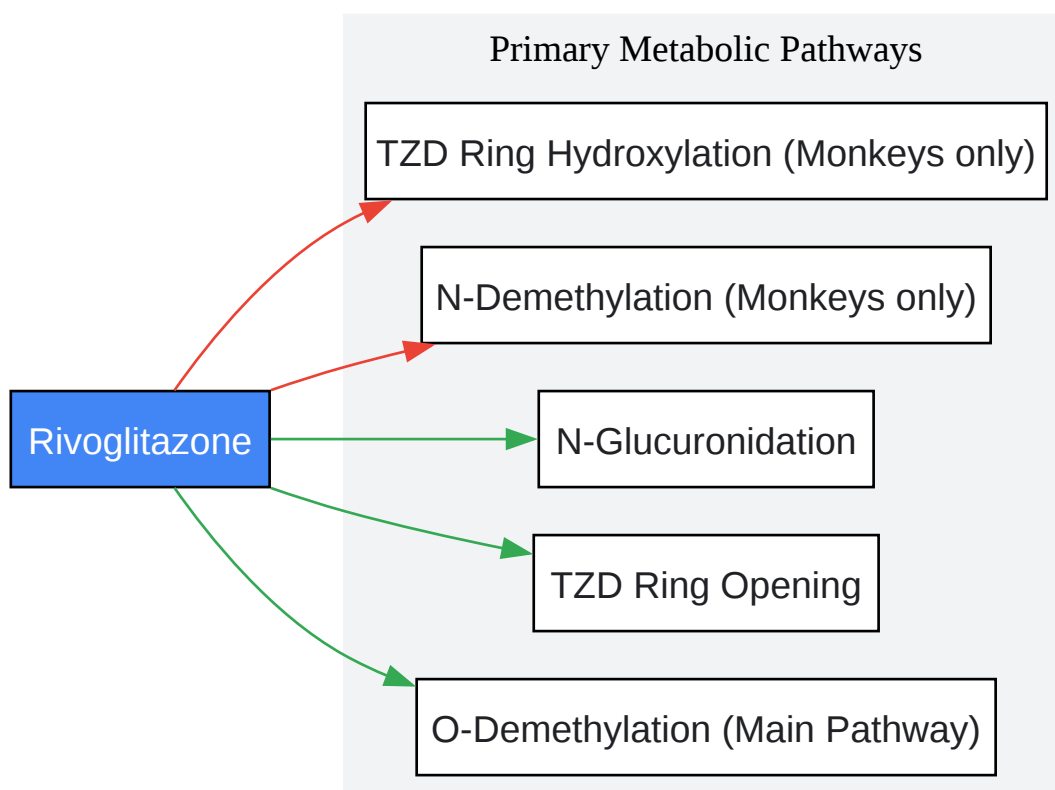 Primary Metabolic Pathways
TZD Ring Hydroxylation (Monkeys only)
N-Demethylation (Monkeys only)
Rivoglitazone
N-Glucuronidation
TZD Ring Opening
O-Demethylation (Main Pathway)